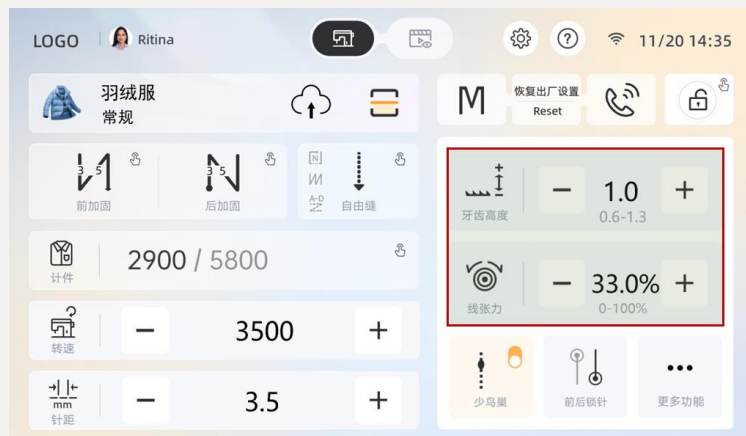 LOGO
Ritina
11/20 14:35
羽绒服
常规
M
恢复出厂设置
Reset
3 5
前加固
3 5
后加固
N
A-D
自由缝
计件
2900 / 5800
转速
3500
mm
针距
3.5
牙齿高度
1.0
0.6-1.3
线张力
33.0%
0-100%
少鸟巢
前后锁针
更多功能